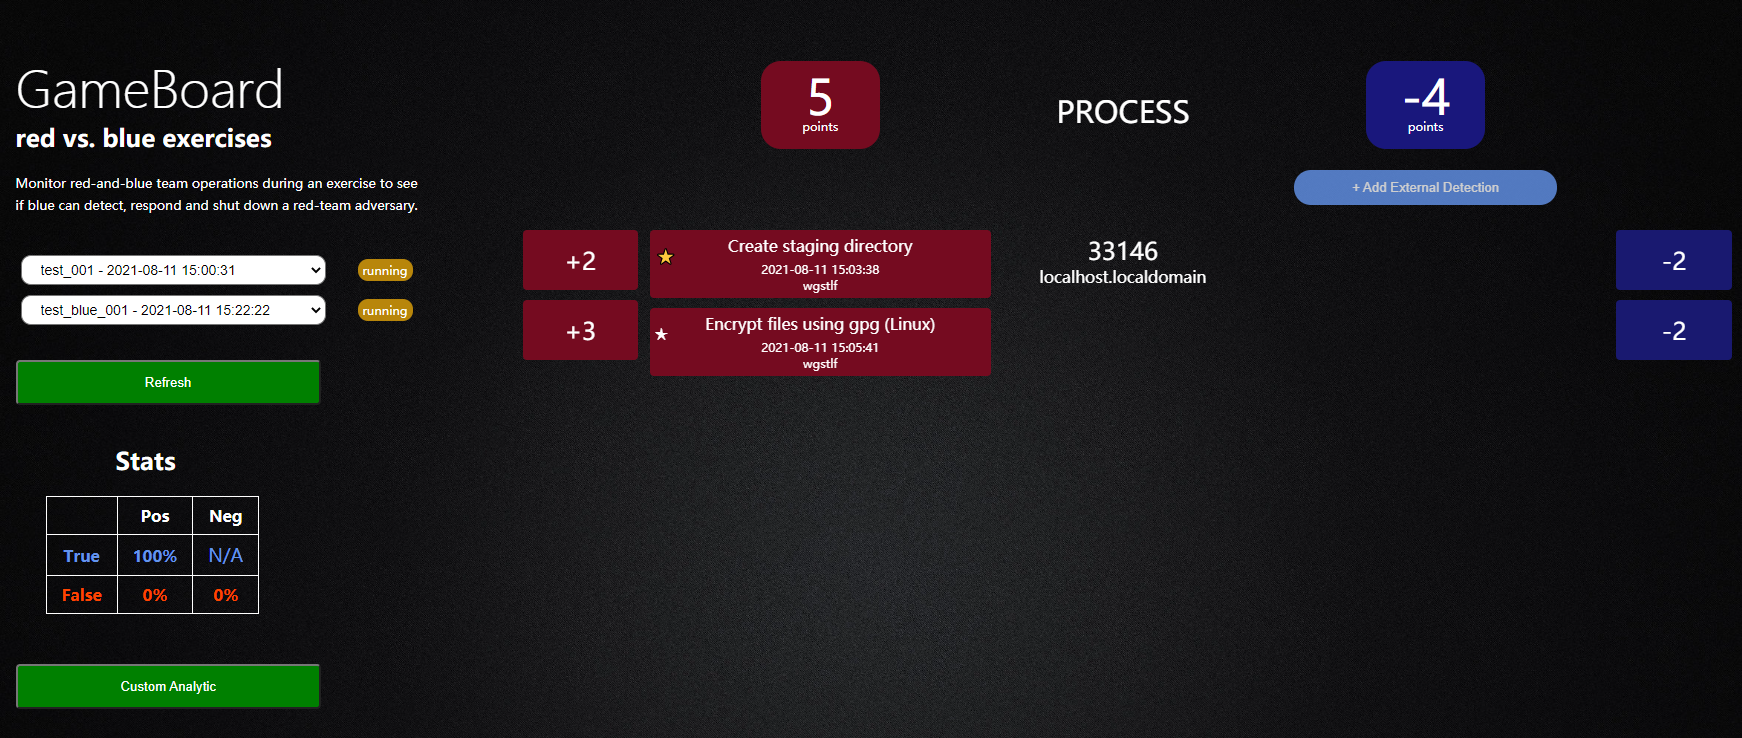 GameBoard
red vs. blue exercises
Monitor red-and-blue team operations during an exercise to see
if blue can detect, respond and shut down a red-team adversary.
test_001 - 2021-08-11 15:00:31
running
test_blue_001 - 2021-08-11 15:22:22
running
Refresh
Stats
Pos Neg
True 100% N/A
False 0% 0%
Custom Analytic
5
points
PROCESS
-4
points
+ Add External Detection
+2
Create staging directory
2021-08-11 15:03:38
wgstlf
33146
localhost.localdomain
-2
+3
Encrypt files using gpg (Linux)
2021-08-11 15:05:41
wgstlf
-2